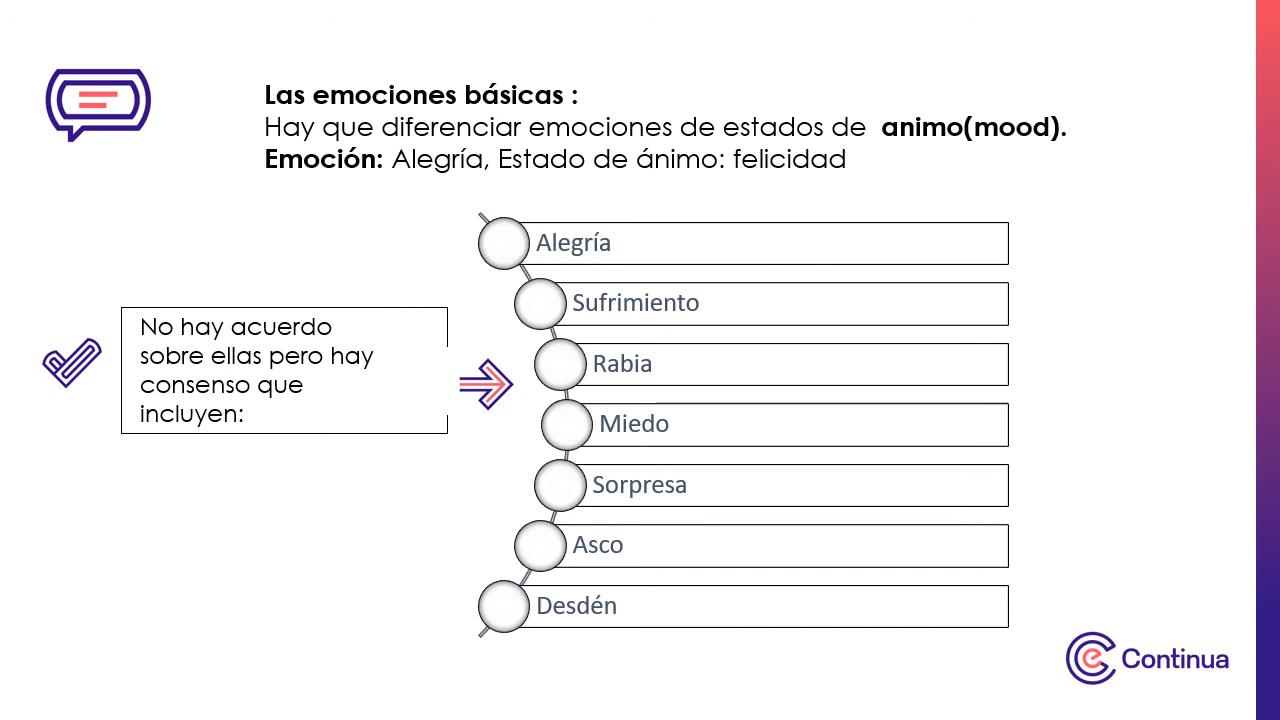 Las emociones básicas :
Hay que diferenciar emociones de estados de animo(mood).
Emoción: Alegría, Estado de ánimo: felicidad
No hay acuerdo
sobre ellas pero hay
consenso que
incluyen:
Alegría
Sufrimiento
Rabia
Miedo
Sorpresa
Asco
Desdén
Continua